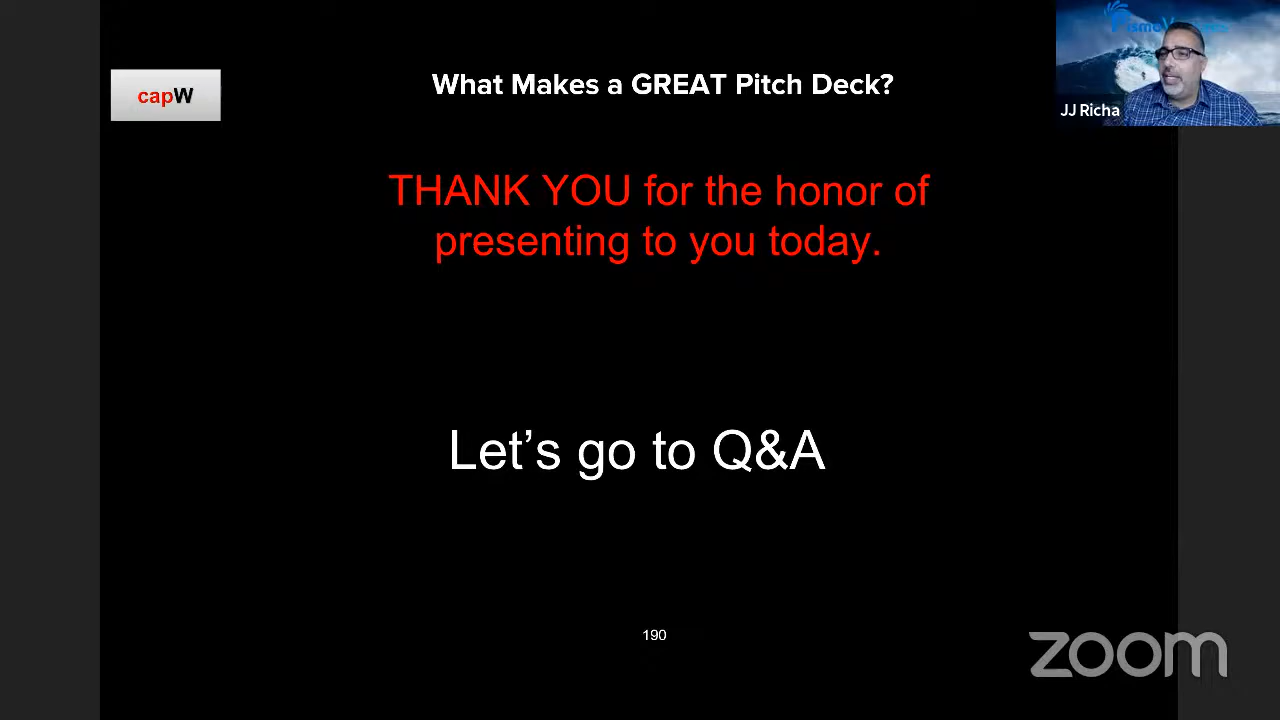 capW
What Makes a GREAT Pitch Deck?
JJ Richa
THANK YOU for the honor of
presenting to you today.
Let's go to Q&A
190
zoom